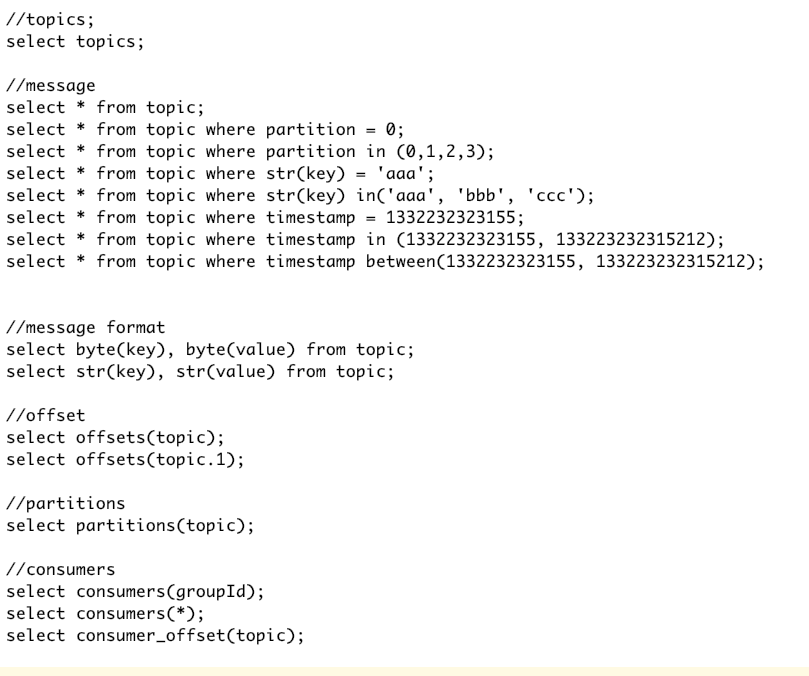 //topics;
select topics;
//message
select * from topic;
select * from topic where partition = 0;
select * from topic where partition in (0,1,2,3);
select * from topic where str(key) = 'aaa';
select * from topic where str(key) in('aaa', 'bbb', 'ccc');
select * from topic where timestamp = 1332232323155;
select * from topic where timestamp in (1332232323155, 133223232315212);
select * from topic where timestamp between(1332232323155, 133223232315212);
//message format
select byte(key), byte(value) from topic;
select str(key), str(value) from topic;
//offset
select offsets(topic);
select offsets(topic.1);
//partitions
select partitions(topic);
//consumers
select consumers(groupId);
select consumers(*);
select consumer_offset(topic);